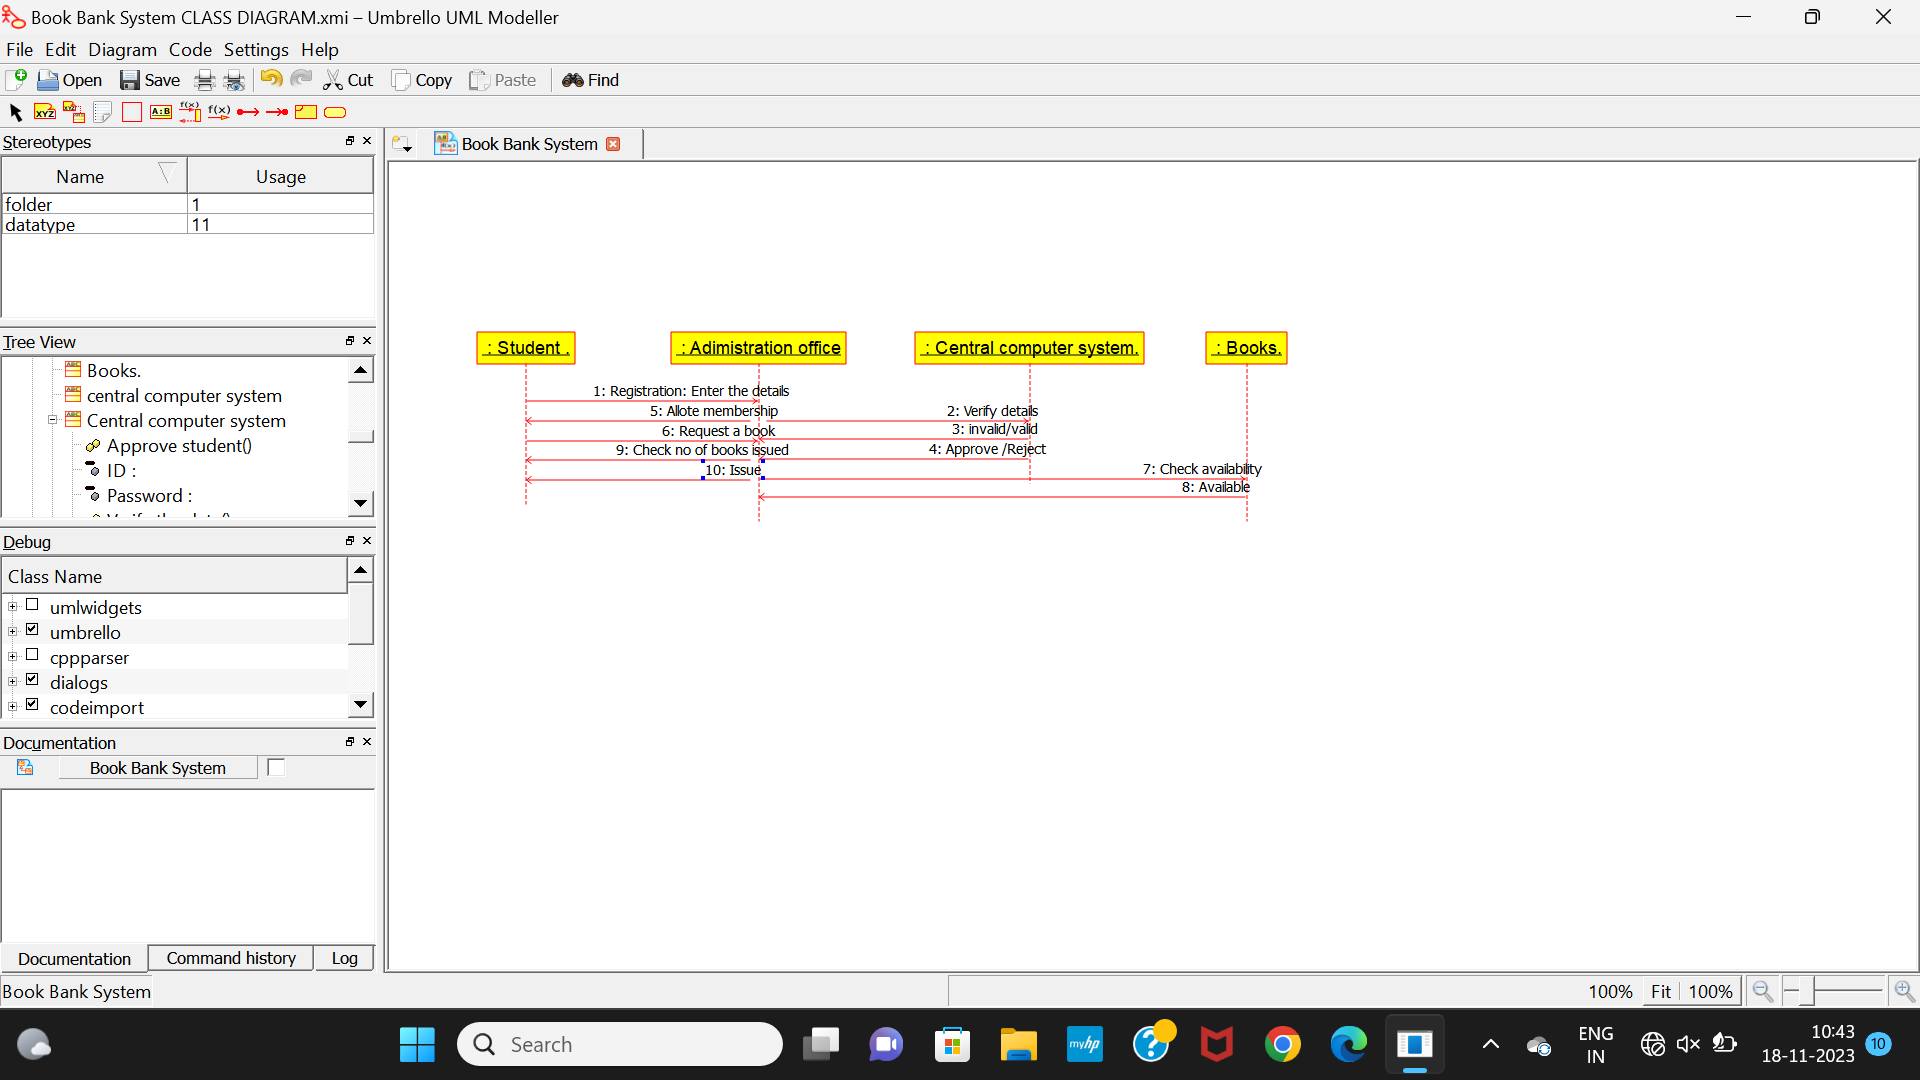 Book Bank System CLASS DIAGRAM.xmi – Umbrello UML Modeller
File Edit Diagram Code Settings Help
Open Save Cut Copy Paste Find
XYZ XYZ A:B f(x) f(x)
Stereotypes
Book Bank System
Name Usage
folder 1
datatype 11
Tree View
Books.
central computer system
Central computer system
Approve student()
ID :
Password :
: Student .
: Adimistration office
: Central computer system.
: Books.
1: Registration: Enter the details
5: Allote membership
2: Verify details
6: Request a book
3: invalid/valid
9: Check no of books issued
4: Approve /Reject
10: Issue
7: Check availability
8: Available
Debug
Class Name
umlwidgets
umbrello
cppparser
dialogs
codeimport
Documentation
Book Bank System
Documentation Command history Log
Book Bank System
100% Fit 100%
Search
myhp
ENG
IN
10:43
18-11-2023
10